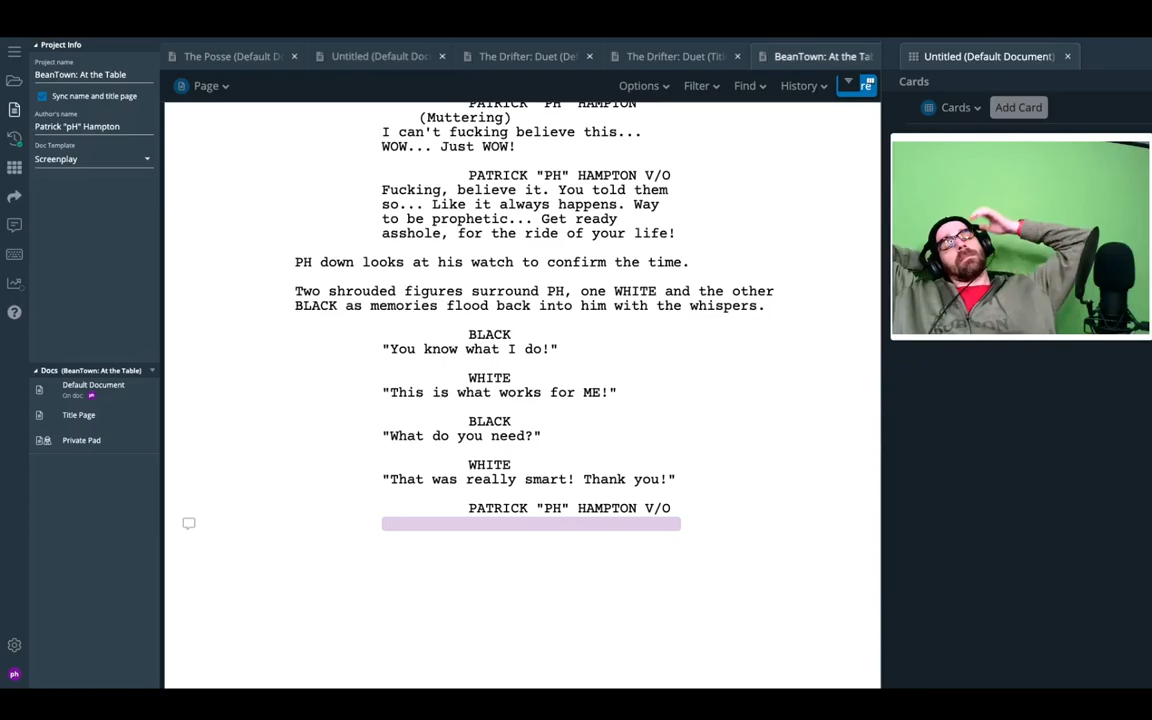 Project Info
Project name
BeanTown: At the Table
Sync name and title page
Author's name
Patrick "pH" Hampton
Doc Template
Screenplay
Docs (BeanTown: At the Table)
Default Document
On doc ph
Title Page
Private Pad
ph
The Posse (Default D
Untitled (Default Doc
The Drifter: Duet (De
The Drifter: Duet (Titl
BeanTown: At the Ta
Page
Options
Filter
Find
History
re
PATRICK "PH" HAMPTON
(Muttering)
I can't fucking believe this...
WOW... Just WOW!
PATRICK "PH" HAMPTON V/O
Fucking, believe it. You told them
so... Like it always happens. Way
to be prophetic... Get ready
asshole, for the ride of your life!
PH down looks at his watch to confirm the time.
Two shrouded figures surround PH, one WHITE and the other
BLACK as memories flood back into him with the whispers.
BLACK
"You know what I do!"
WHITE
"This is what works for ME!"
BLACK
"What do you need?"
WHITE
"That was really smart! Thank you!"
PATRICK "PH" HAMPTON V/O
Untitled (Default Document)
Cards
Cards
Add Card
BURTON